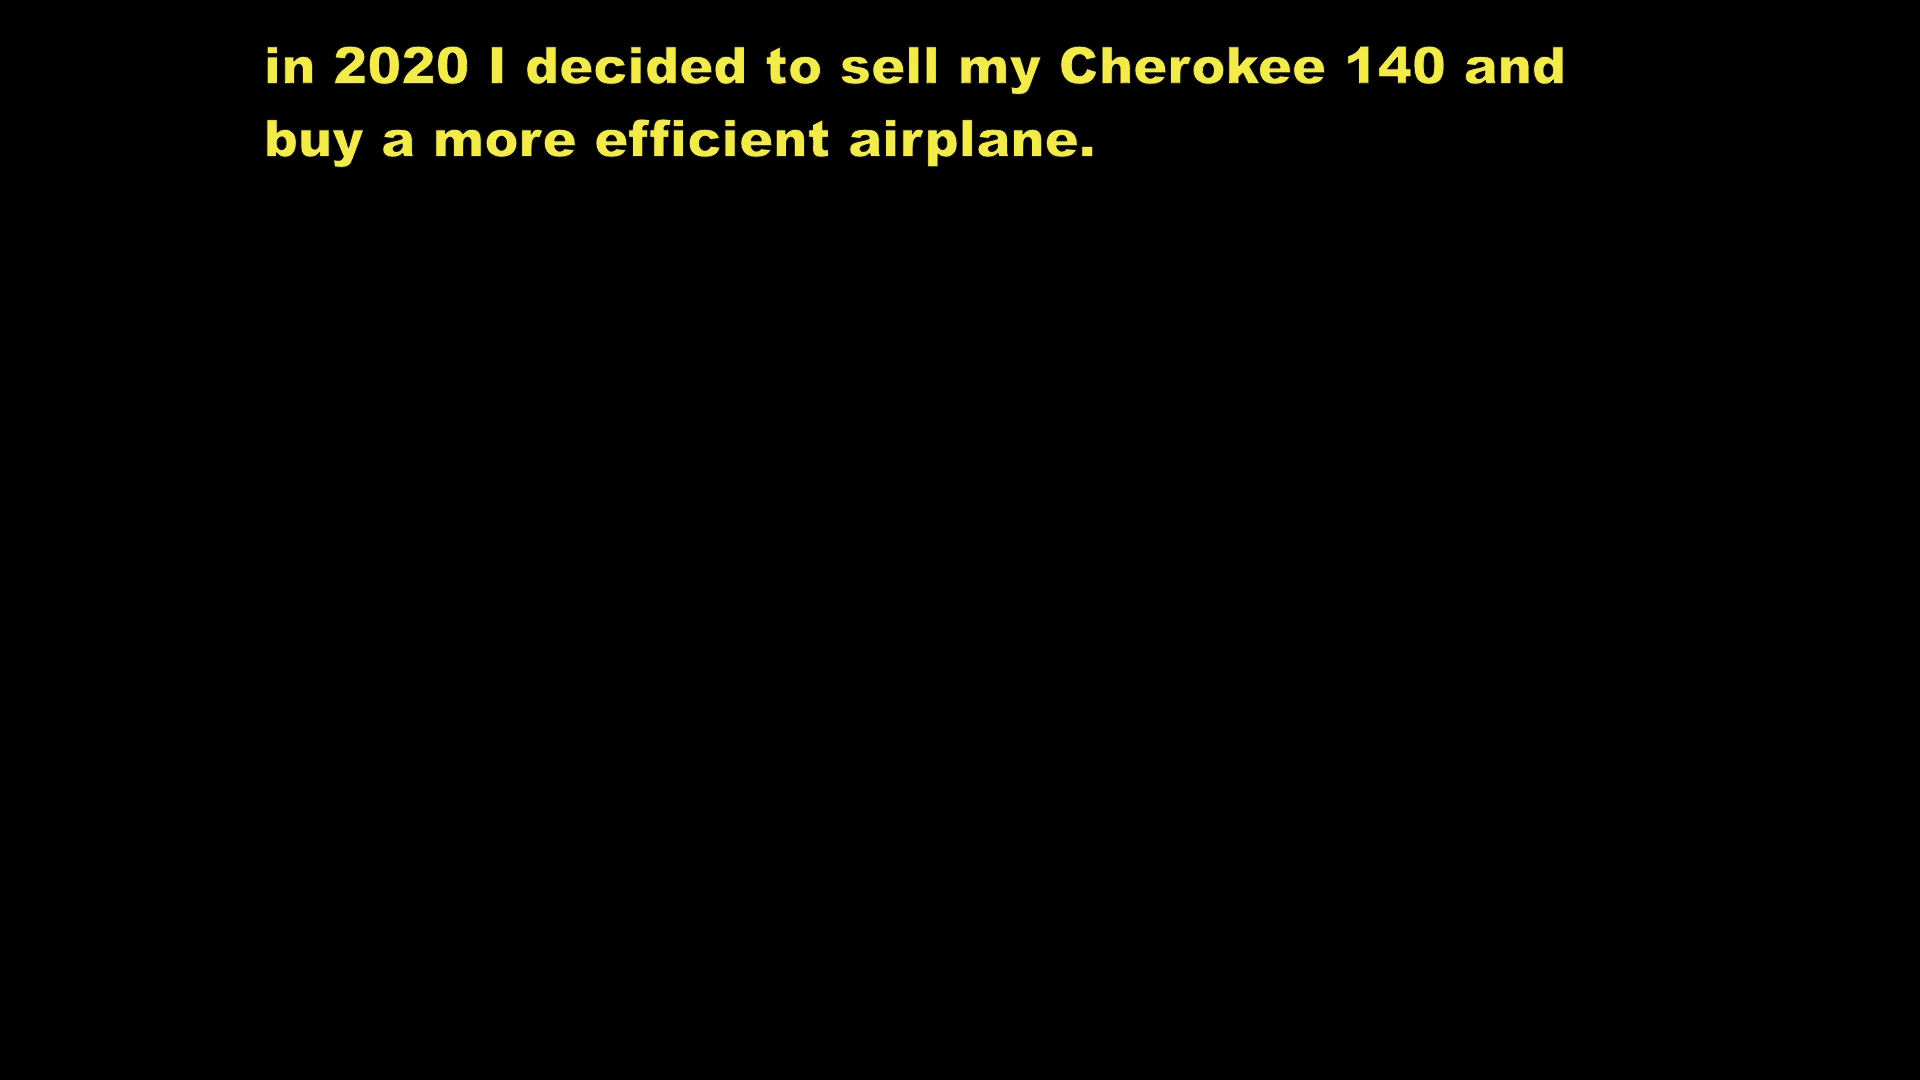 in 2020 I decided to sell my Cherokee 140 and
buy a more efficient airplane.